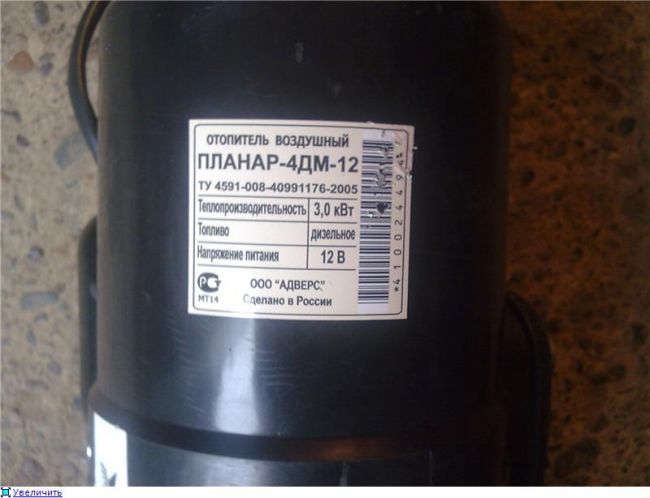 ОТОПИТЕЛЬ ВОЗДУШНЫЙ
ПЛАНАР-4ДМ-12
ТУ 4591-008-40991176-2005
Теплопроизводительность 3,0 кВт
Топливо дизельное
Напряжение питания 12 В
РСТ
МТ14
ООО "АДВЕРС"
Сделано в России
Увеличить